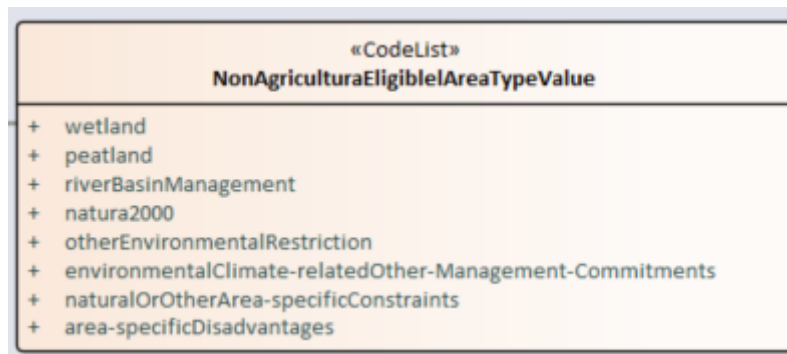 «CodeList»
NonAgriculturaEligiblelAreaTypeValue
+ wetland
+ peatland
+ riverBasinManagement
+ natura2000
+ otherEnvironmentalRestriction
+ environmentalClimate-relatedOther-Management-Commitments
+ naturalOrOtherArea-specificConstraints
+ area-specificDisadvantages